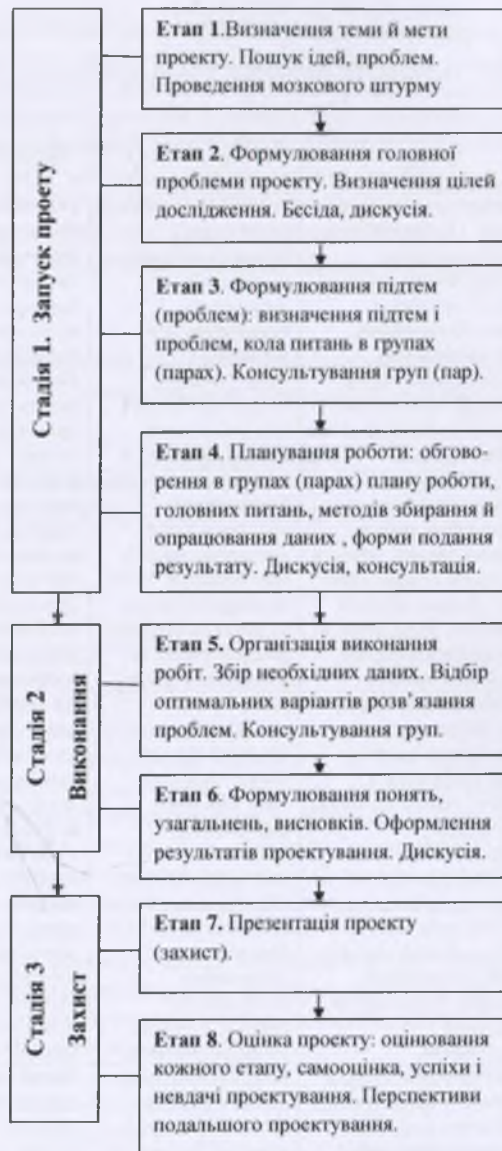 Стадія 1. Запуск проету
Етап 1.Визначення теми й мети
проекту. Пошук ідей, проблем.
Проведення мозкового штурму
Етап 2. Формулювання головної
проблеми проекту. Визначення цілей
дослідження. Бесіда, дискусія.
Етап 3. Формулювання підтем
(проблем): визначення підтем і
проблем, кола питань в групах
(парах). Консультування груп (пар).
Етап 4. Планування роботи: обгово-
рення в групах (парах) плану роботи,
головних питань, методів збирання й
опрацювання даних , форми подання
результату. Дискусія, консультація.
Стадія 2
Виконання
Етап 5. Організація виконання
робіт. Збір необхідних даних. Відбір
оптимальних варіантів розв’язання
проблем. Консультування груп.
Етап 6. Формулювання понять,
узагальнень, висновків. Оформлення
результатів проектування. Дискусія.
Стадія 3
Захист
Етап 7. Презентація проекту
(захист).
Етап 8. Оцінка проекту: оцінювання
кожного етапу, самооцінка, успіхи і
невдачі проектування. Перспективи
подальшого проектування.